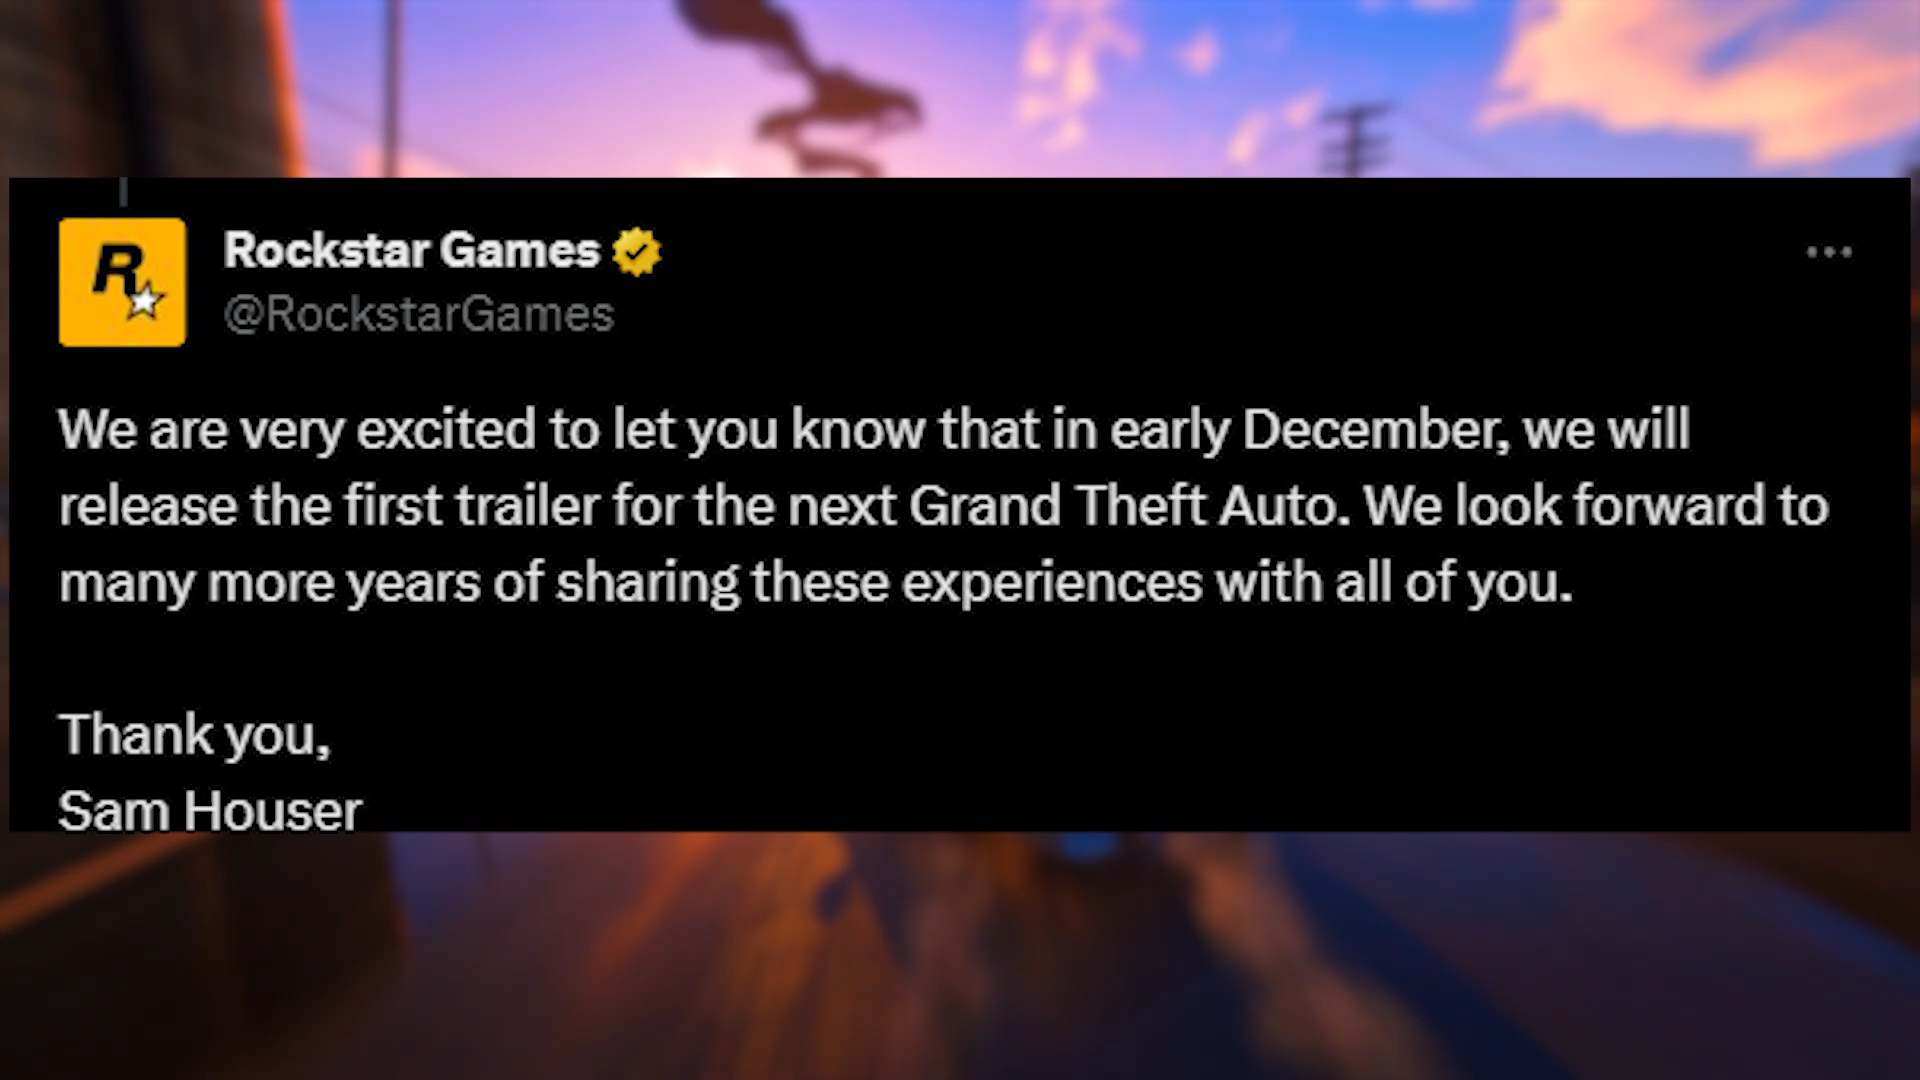 Rockstar Games
@RockstarGames
We are very excited to let you know that in early December, we will
release the first trailer for the next Grand Theft Auto. We look forward to
many more years of sharing these experiences with all of you.
Thank you,
Sam Houser